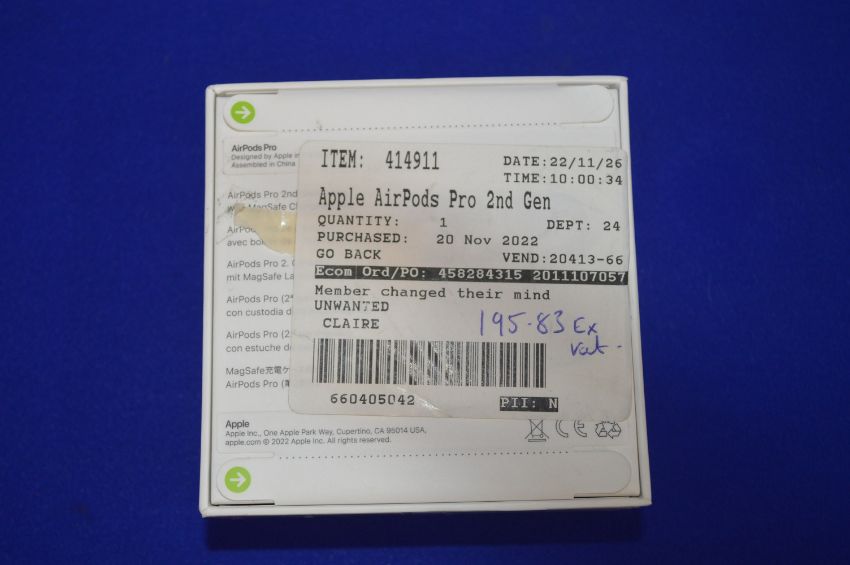 AirPods Pro
Designed by Apple in
Assembled in China
AirPods Pro 2nd
MagSafe
avec
AirPods Pro 2.
mit MagSafe
AirPods Pro
con custodia
AirPods Pro
con estuche
MagSafe充電ケー
AirPods Pro
ITEM: 414911
DATE:22/11/26
TIME:10:00:34
Apple AirPods Pro 2nd Gen
QUANTITY: 1 DEPT: 24
PURCHASED: 20 Nov 2022
GO BACK VEND:20413-66
Ecom Ord/PO: 458284315 2011107057
Member changed their mind
UNWANTED
CLAIRE
195.83 Ex
vat.
660405042 PII: N
Apple
Apple Inc., One Apple Park Way, Cupertino, CA 95014 USA.
apple.com © 2022 Apple Inc. All rights reserved.
CE